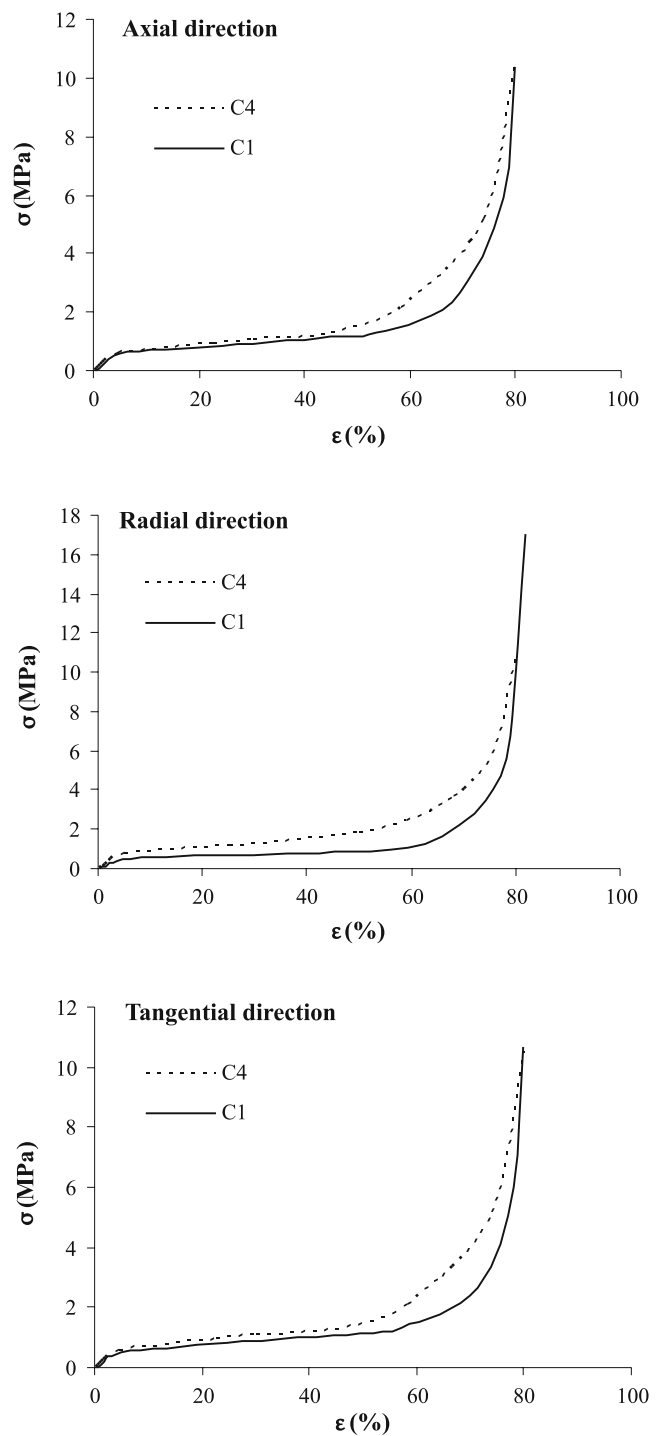 Axial direction
C4
C1
σ (MPa)
12
10
8
6
4
2
0
0 20 40 60 80 100
ε (%)
Radial direction
C4
C1
σ (MPa)
18
16
14
12
10
8
6
4
2
0
0 20 40 60 80 100
ε (%)
Tangential direction
C4
C1
σ (MPa)
12
10
8
6
4
2
0
0 20 40 60 80 100
ε (%)